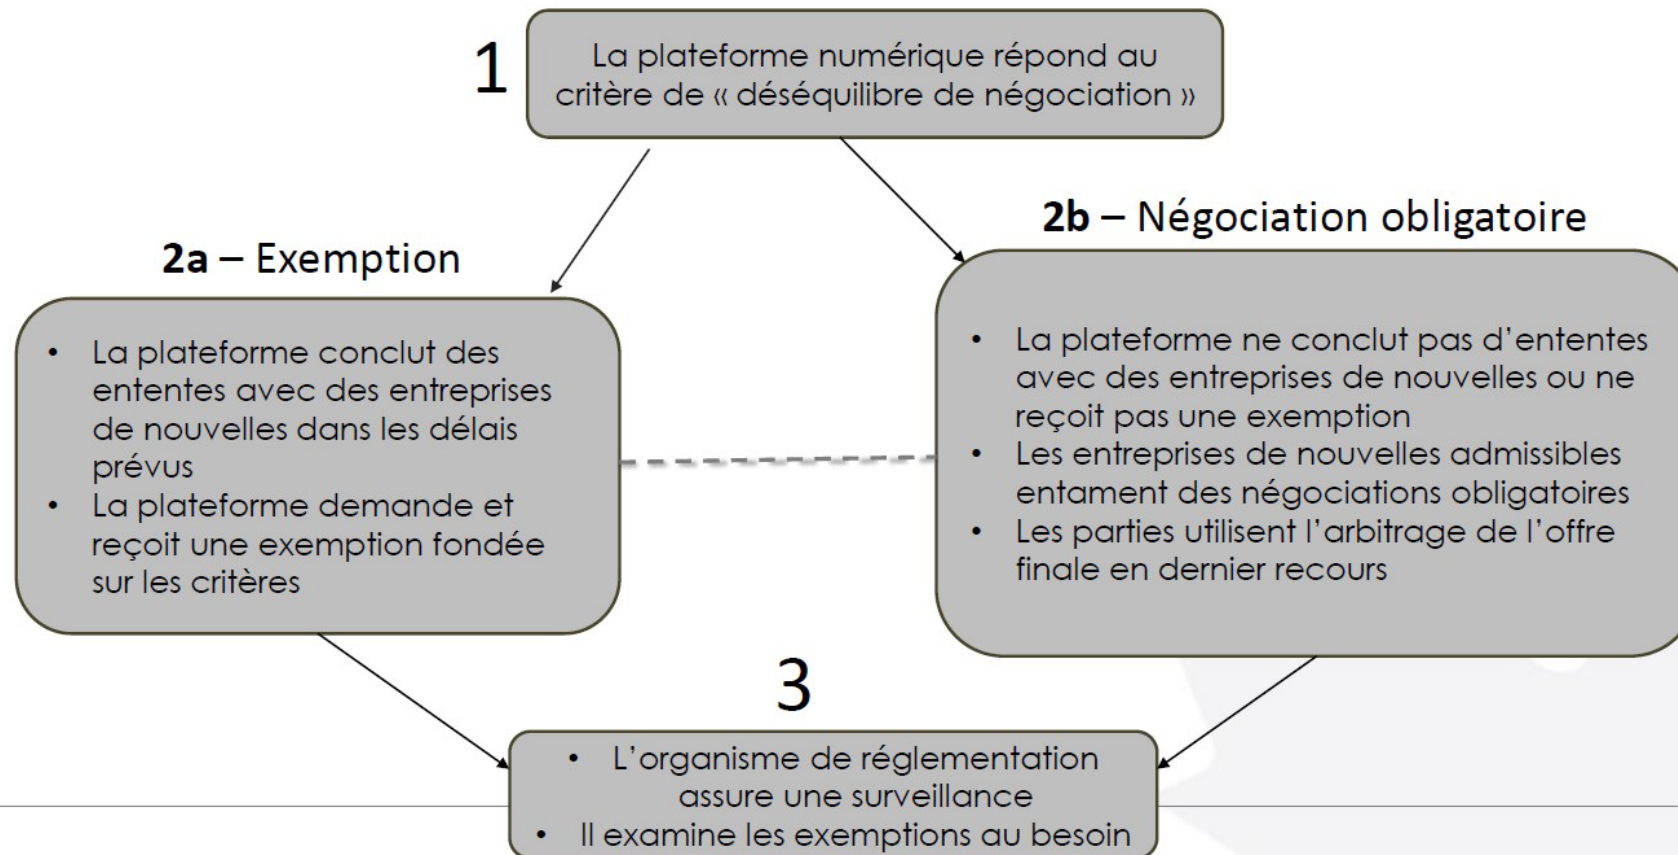 1
La plateforme numérique répond au
critère de « déséquilibre de négociation »
2a – Exemption
• La plateforme conclut des
ententes avec des entreprises
de nouvelles dans les délais
prévus
• La plateforme demande et
reçoit une exemption fondée
sur les critères
2b – Négociation obligatoire
• La plateforme ne conclut pas d’ententes
avec des entreprises de nouvelles ou ne
reçoit pas une exemption
• Les entreprises de nouvelles admissibles
entament des négociations obligatoires
• Les parties utilisent l’arbitrage de l’offre
finale en dernier recours
3
• L’organisme de réglementation
assure une surveillance
• Il examine les exemptions au besoin